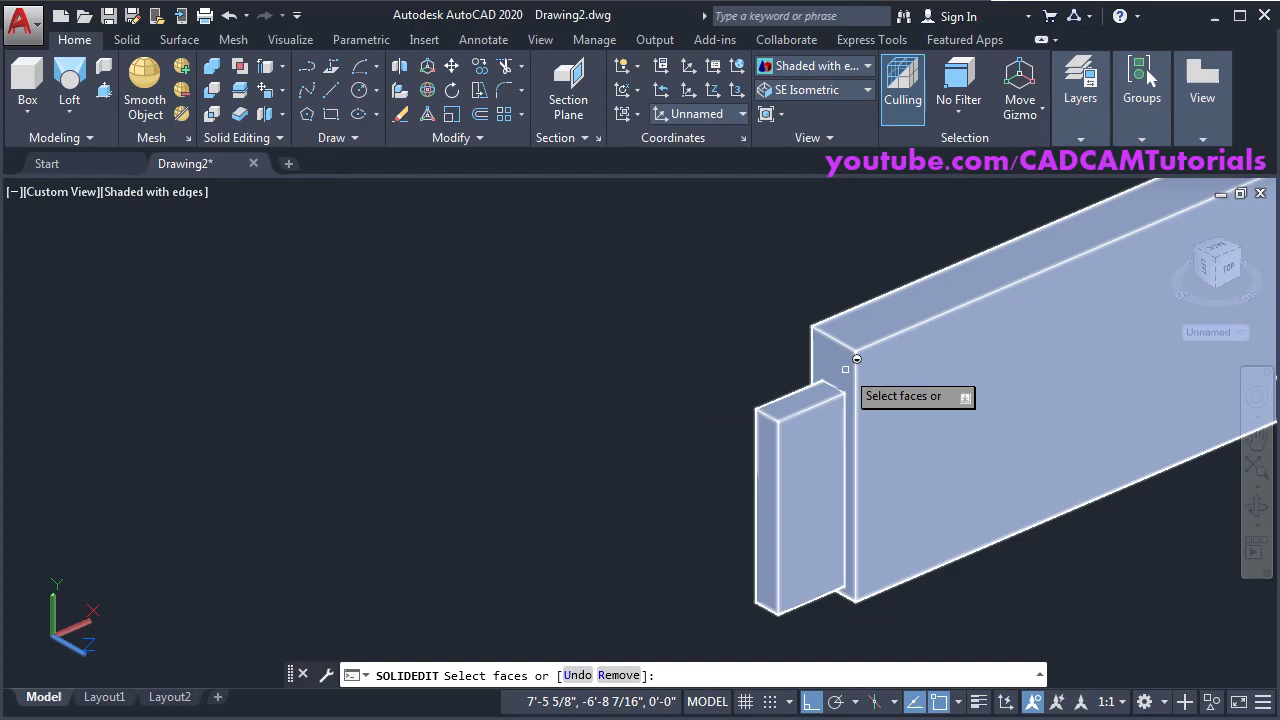 Autodesk AutoCAD 2020 Drawing2.dwg
Type a keyword or phrase
Sign In
Home Solid Surface Mesh Visualize Parametric Insert Annotate View Manage Output Add-ins Collaborate Express Tools Featured Apps
Shaded with e...
SE Isometric
Unnamed
Box
Loft
Smooth
Object
Section
Plane
Culling
No Filter
Move
Gizmo
Layers
Groups
View
Modeling
Mesh
Solid Editing
Draw
Modify
Section
Coordinates
View
Selection
Start
Drawing2*
youtube.com/CADCAMTutorials
[−][Custom View][Shaded with edges]
TOP
Unnamed
Select faces or
Y
X
Z
SOLIDEDIT Select faces or [Undo Remove]:
Model Layout1 Layout2
7'-5 5/8", -6'-8 7/16", 0'-0"
MODEL
1:1